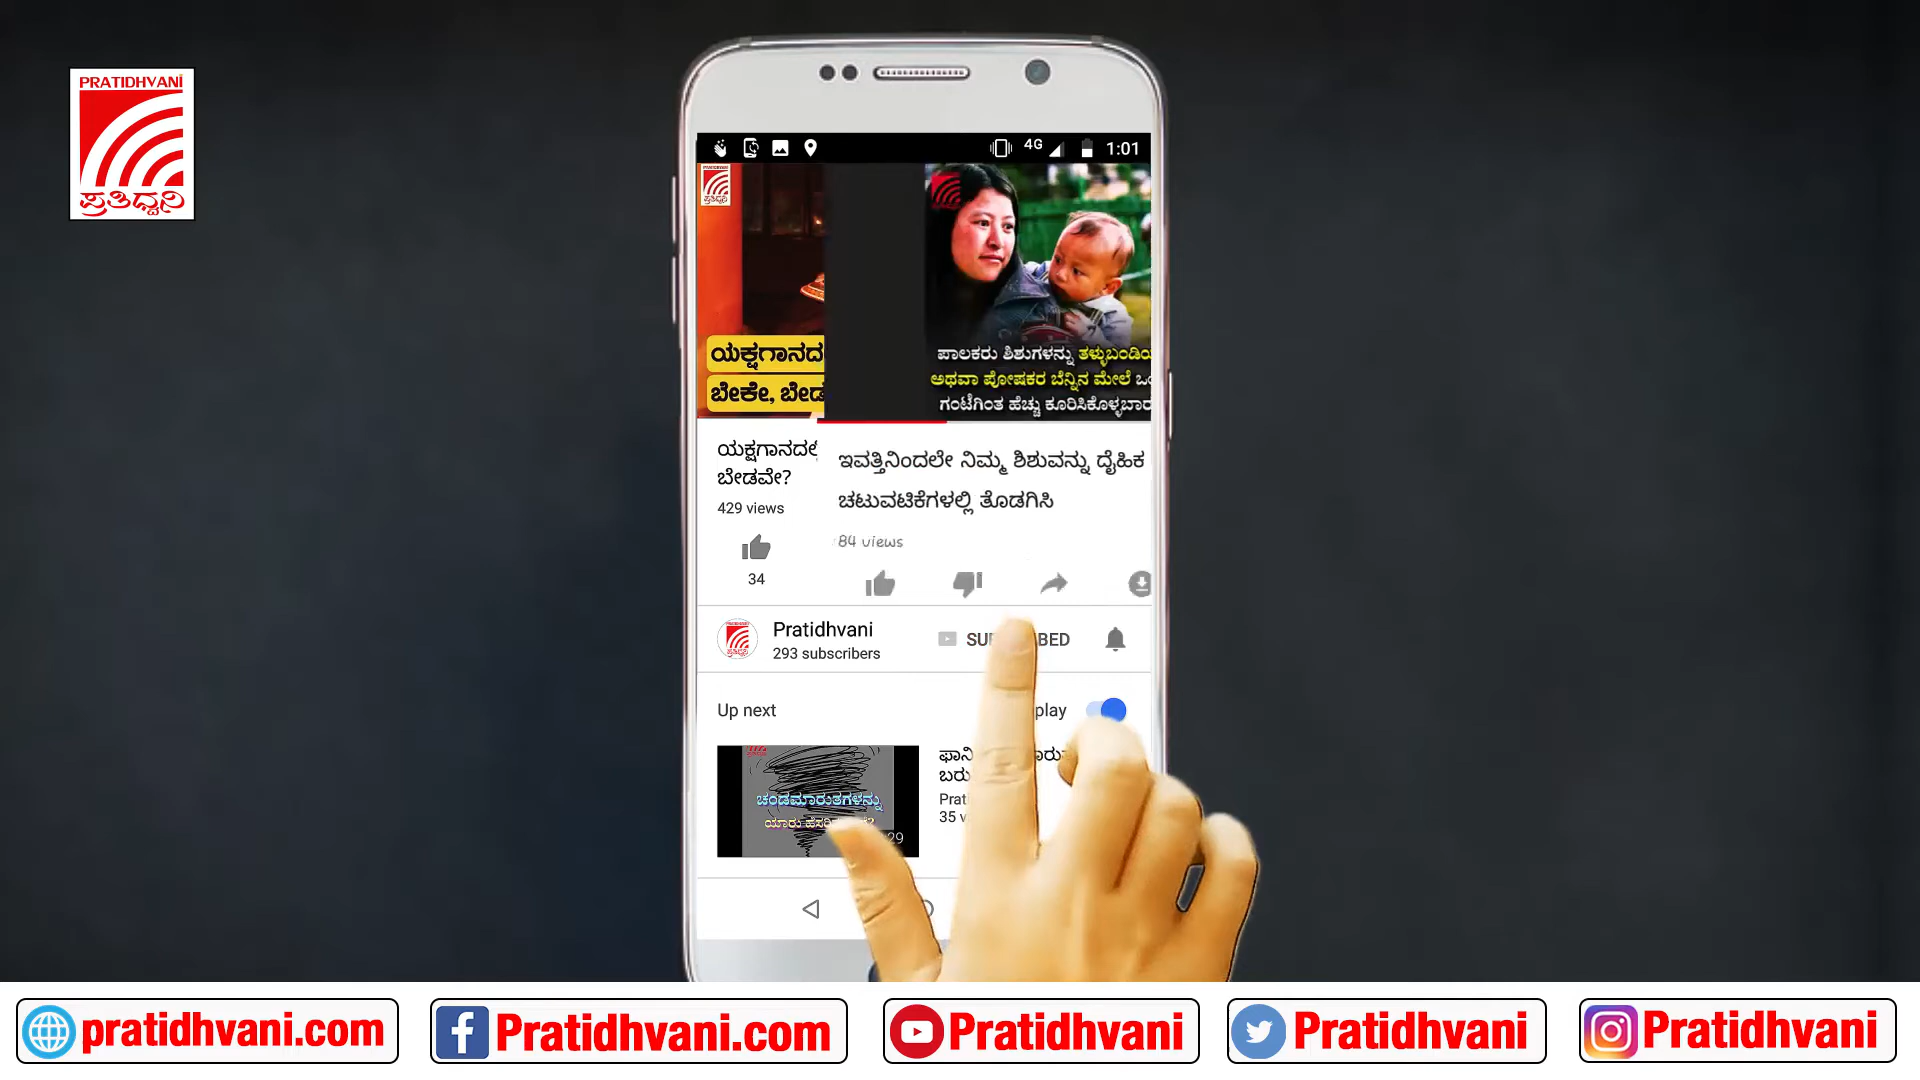 PRATIDHVANI
ಪ್ರತಿಧ್ವನಿ
4G
1:01
ಪಾಲಕರು ಶಿಶುಗಳನ್ನು
ಅಥವಾ ಪೋಷಕರ ಬೆನ್ನಿನ ಮೇಲೆ
ಗಂಟೆಗಿಂತ ಹೆಚ್ಚು
ಯಕ್ಷಗಾನದ
ಬೇಕೇ,
ಬೇಡವೇ?
429 views
34
ಇವತ್ತಿನಿಂದಲೇ ನಿಮ್ಮ ಶಿಶುವನ್ನು ದೈಹಿಕ
ಚಟುವಟಿಕೆಗಳಲ್ಲಿ ತೊಡಗಿಸಿ
84 views
Pratidhvani
293 subscribers
Up next
play
ಚಂಡಮಾರುತಗಳನ್ನು
ಯಾರು
pratidhvani.com
Pratidhvani.com
Pratidhvani
Pratidhvani
Pratidhvani